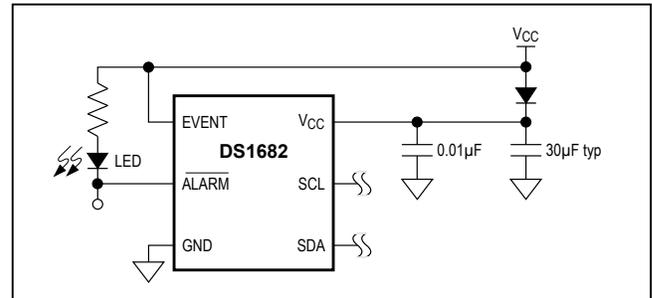 VCC
EVENT
VCC
DS1682
LED
0.01µF
30µF typ
ALARM
SCL
GND
SDA